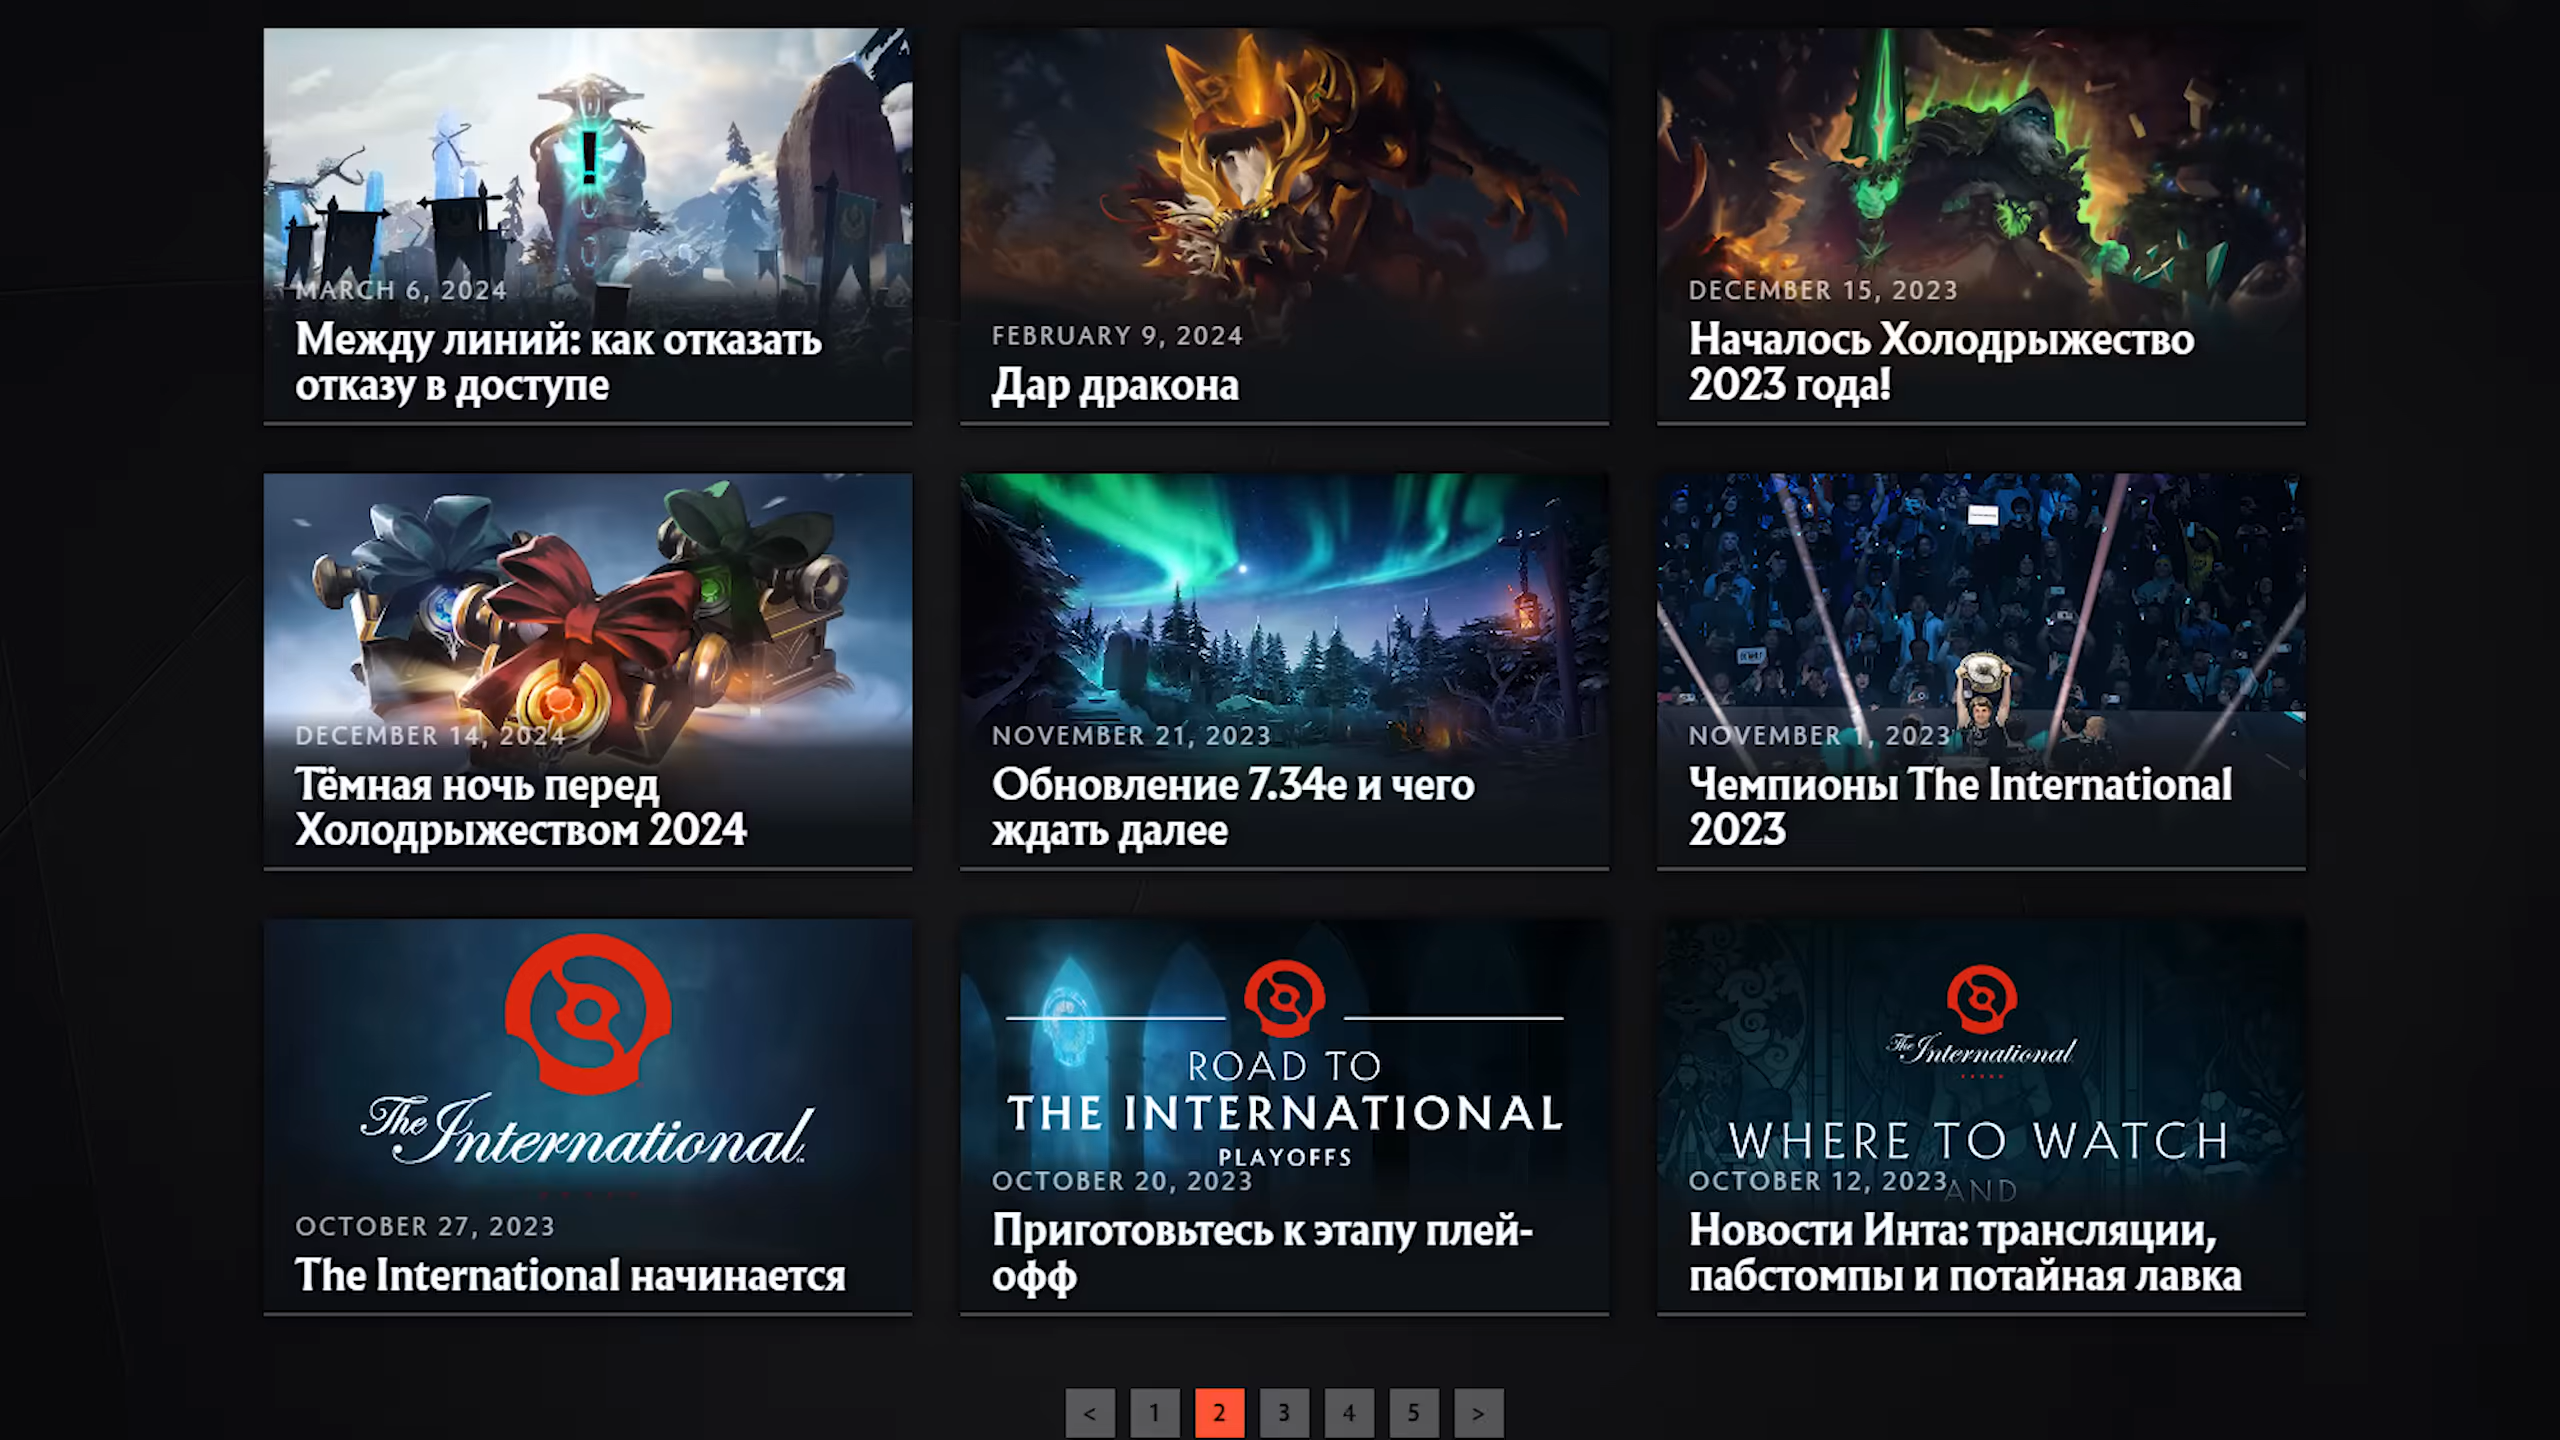 MARCH 6, 2024
Между линий: как отказать
отказу в доступе
FEBRUARY 9, 2024
Дар дракона
DECEMBER 15, 2023
Началось Холодрыжество
2023 года!
DECEMBER 14, 2024
Тёмная ночь перед
Холодрыжеством 2024
NOVEMBER 21, 2023
Обновление 7.34e и чего
ждать далее
NOVEMBER 1, 2023
Чемпионы The International
2023
The International
OCTOBER 27, 2023
The International начинается
ROAD TO
THE INTERNATIONAL
PLAYOFFS
OCTOBER 20, 2023
Приготовьтесь к этапу плей-
офф
The International
WHERE TO WATCH
AND
OCTOBER 12, 2023
Новости Инта: трансляции,
пабстомпы и потайная лавка
< 1 2 3 4 5 >